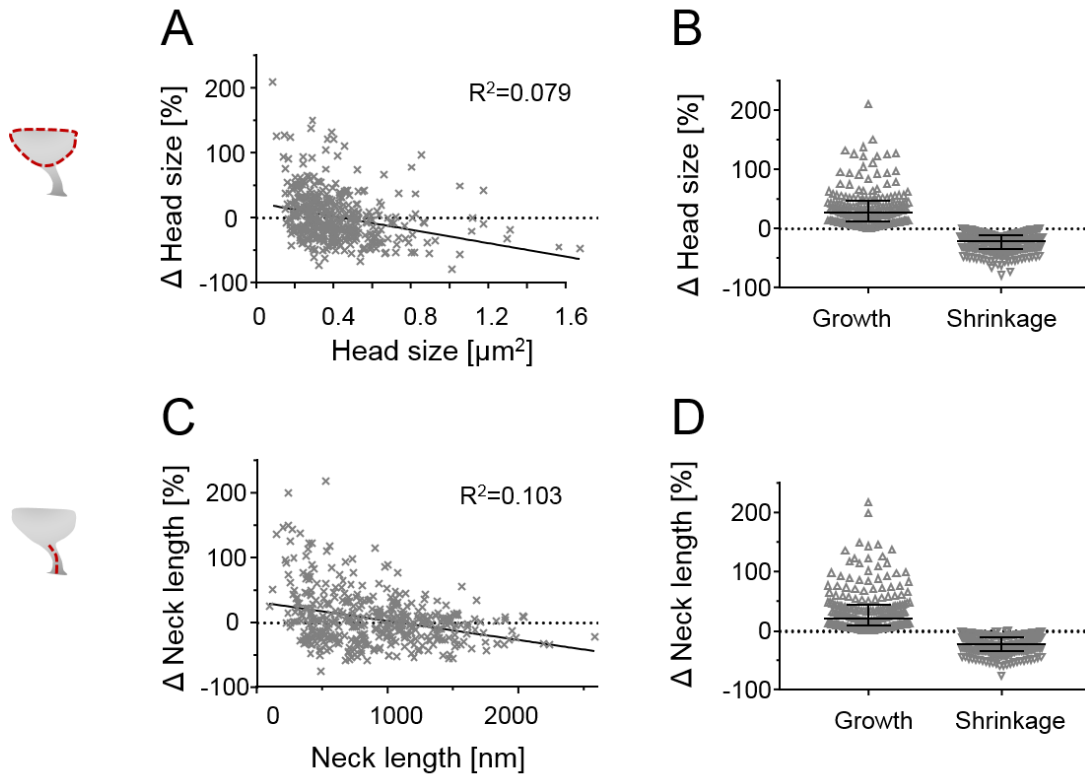 A
Δ Head size [%]
200
100
0
-100
R²=0.079
0 0.4 0.8 1.2 1.6
Head size [µm²]
B
Δ Head size [%]
200
100
0
-100
Growth Shrinkage
C
Δ Neck length [%]
200
100
0
-100
R²=0.103
0 1000 2000
Neck length [nm]
D
Δ Neck length [%]
200
100
0
-100
Growth Shrinkage